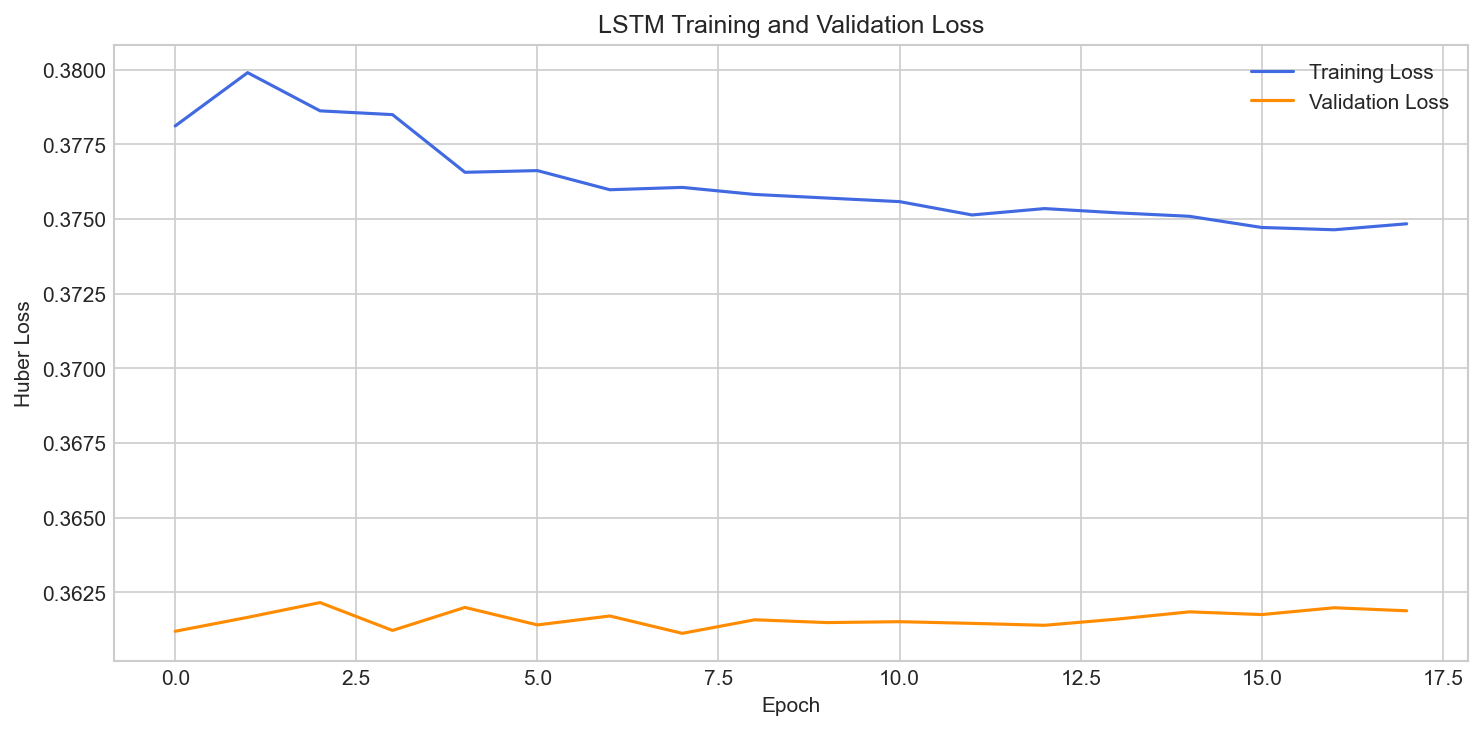 LSTM Training and Validation Loss
Training Loss
Validation Loss
Huber Loss
0.3800
0.3775
0.3750
0.3725
0.3700
0.3675
0.3650
0.3625
0.0 2.5 5.0 7.5 10.0 12.5 15.0 17.5
Epoch